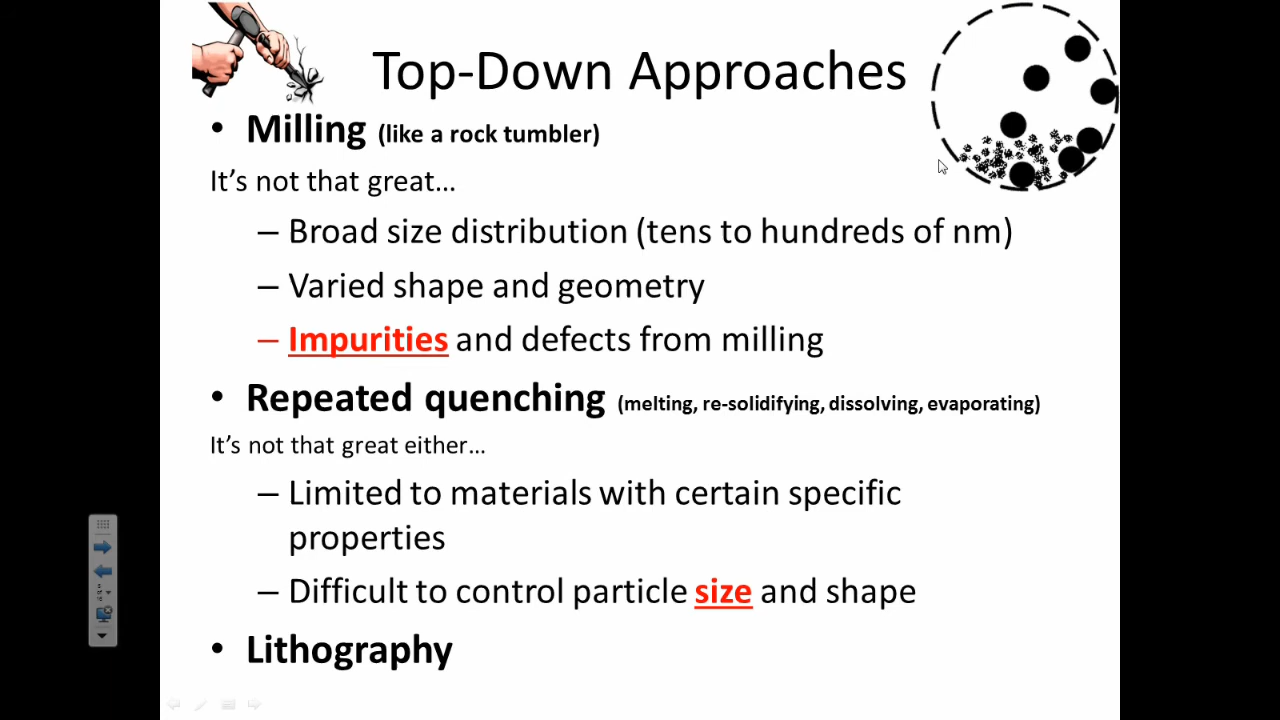 Top-Down Approaches
• Milling (like a rock tumbler)
It's not that great…
– Broad size distribution (tens to hundreds of nm)
– Varied shape and geometry
– Impurities and defects from milling
• Repeated quenching (melting, re-solidifying, dissolving, evaporating)
It's not that great either…
– Limited to materials with certain specific
properties
– Difficult to control particle size and shape
• Lithography